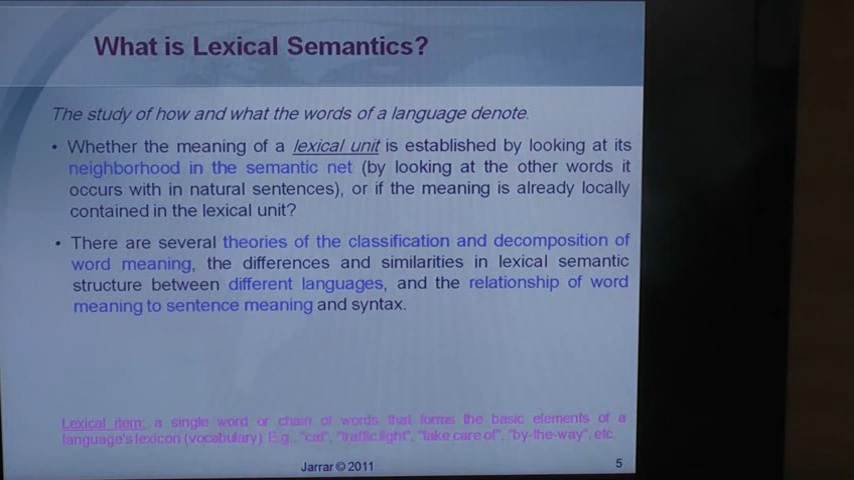 What is Lexical Semantics?
The study of how and what the words of a language denote.
• Whether the meaning of a lexical unit is established by looking at its
neighborhood in the semantic net (by looking at the other words it
occurs with in natural sentences), or if the meaning is already locally
contained in the lexical unit?
• There are several theories of the classification and decomposition of
word meaning, the differences and similarities in lexical semantic
structure between different languages, and the relationship of word
meaning to sentence meaning and syntax.
Lexical item: a single word or chain of words that forms the basic elements of a
language's lexicon (vocabulary). E.g., "cat", "traffic light", "take care of", "by-the-way", etc
Jarrar © 2011
5